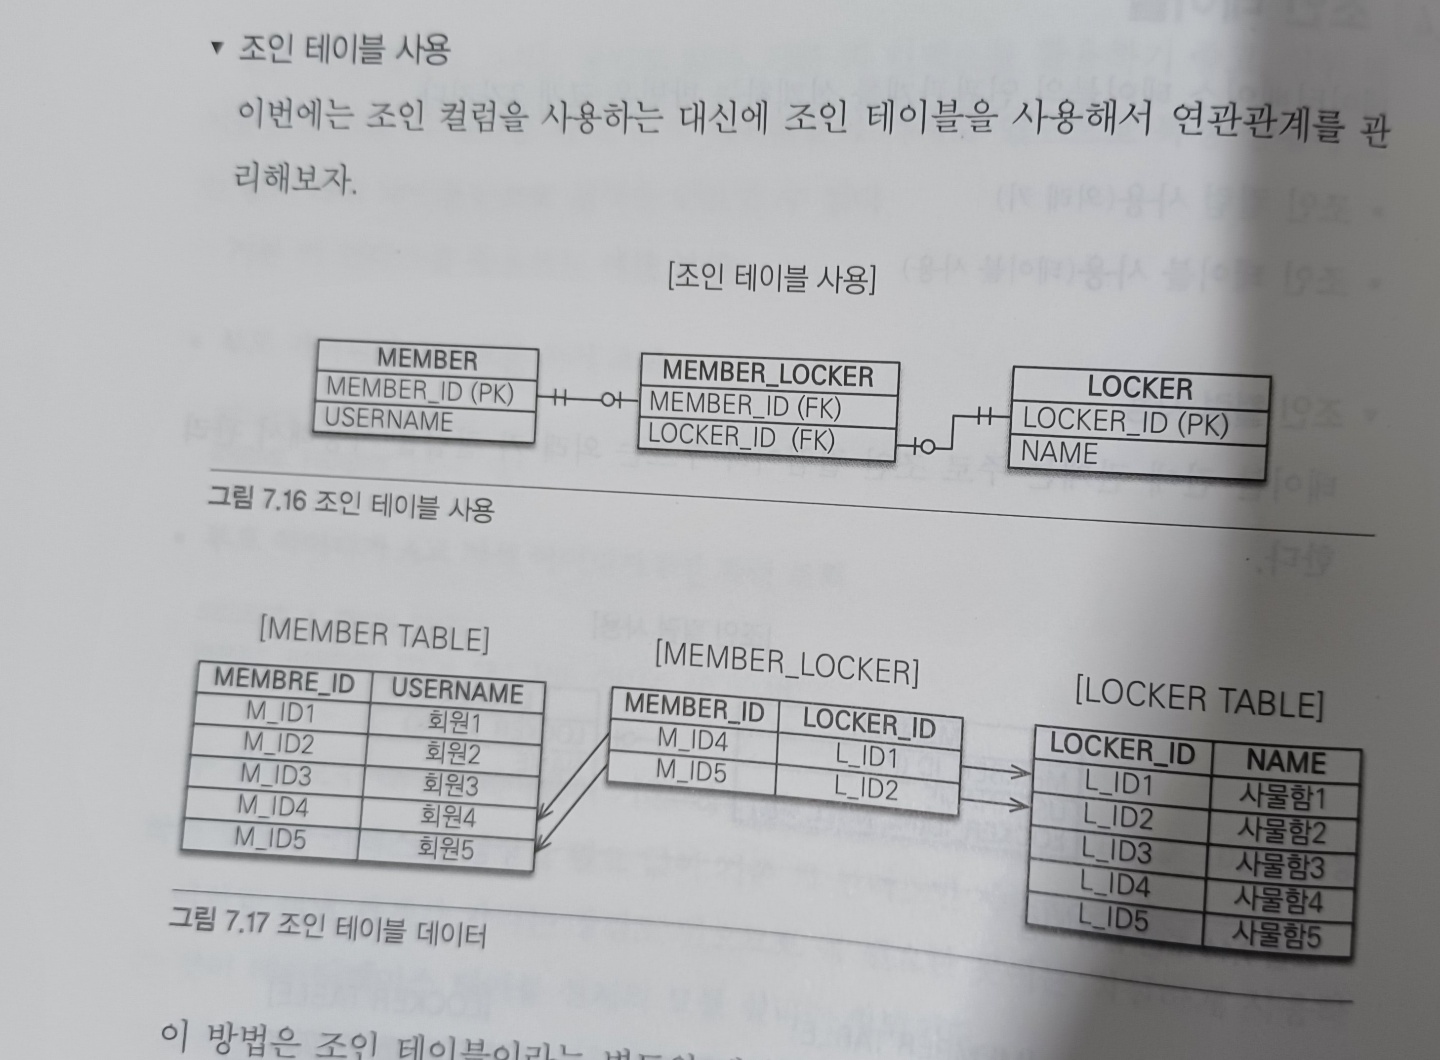 ▼ 조인 테이블 사용
이번에는 조인 컬럼을 사용하는 대신에 조인 테이블을 사용해서 연관관계를 관
리해보자.
[조인 테이블 사용]
MEMBER
MEMBER_ID (PK)
USERNAME
MEMBER_LOCKER
MEMBER_ID (FK)
LOCKER_ID (FK)
LOCKER
LOCKER_ID (PK)
NAME
그림 7.16 조인 테이블 사용
[MEMBER TABLE]
MEMBRE_ID USERNAME
M_ID1 회원1
M_ID2 회원2
M_ID3 회원3
M_ID4 회원4
M_ID5 회원5
[MEMBER_LOCKER]
MEMBER_ID LOCKER_ID
M_ID4 L_ID1
M_ID5 L_ID2
[LOCKER TABLE]
LOCKER_ID NAME
L_ID1 사물함1
L_ID2 사물함2
L_ID3 사물함3
L_ID4 사물함4
L_ID5 사물함5
그림 7.17 조인 테이블 데이터
이 방법은 조인 테이블이라는